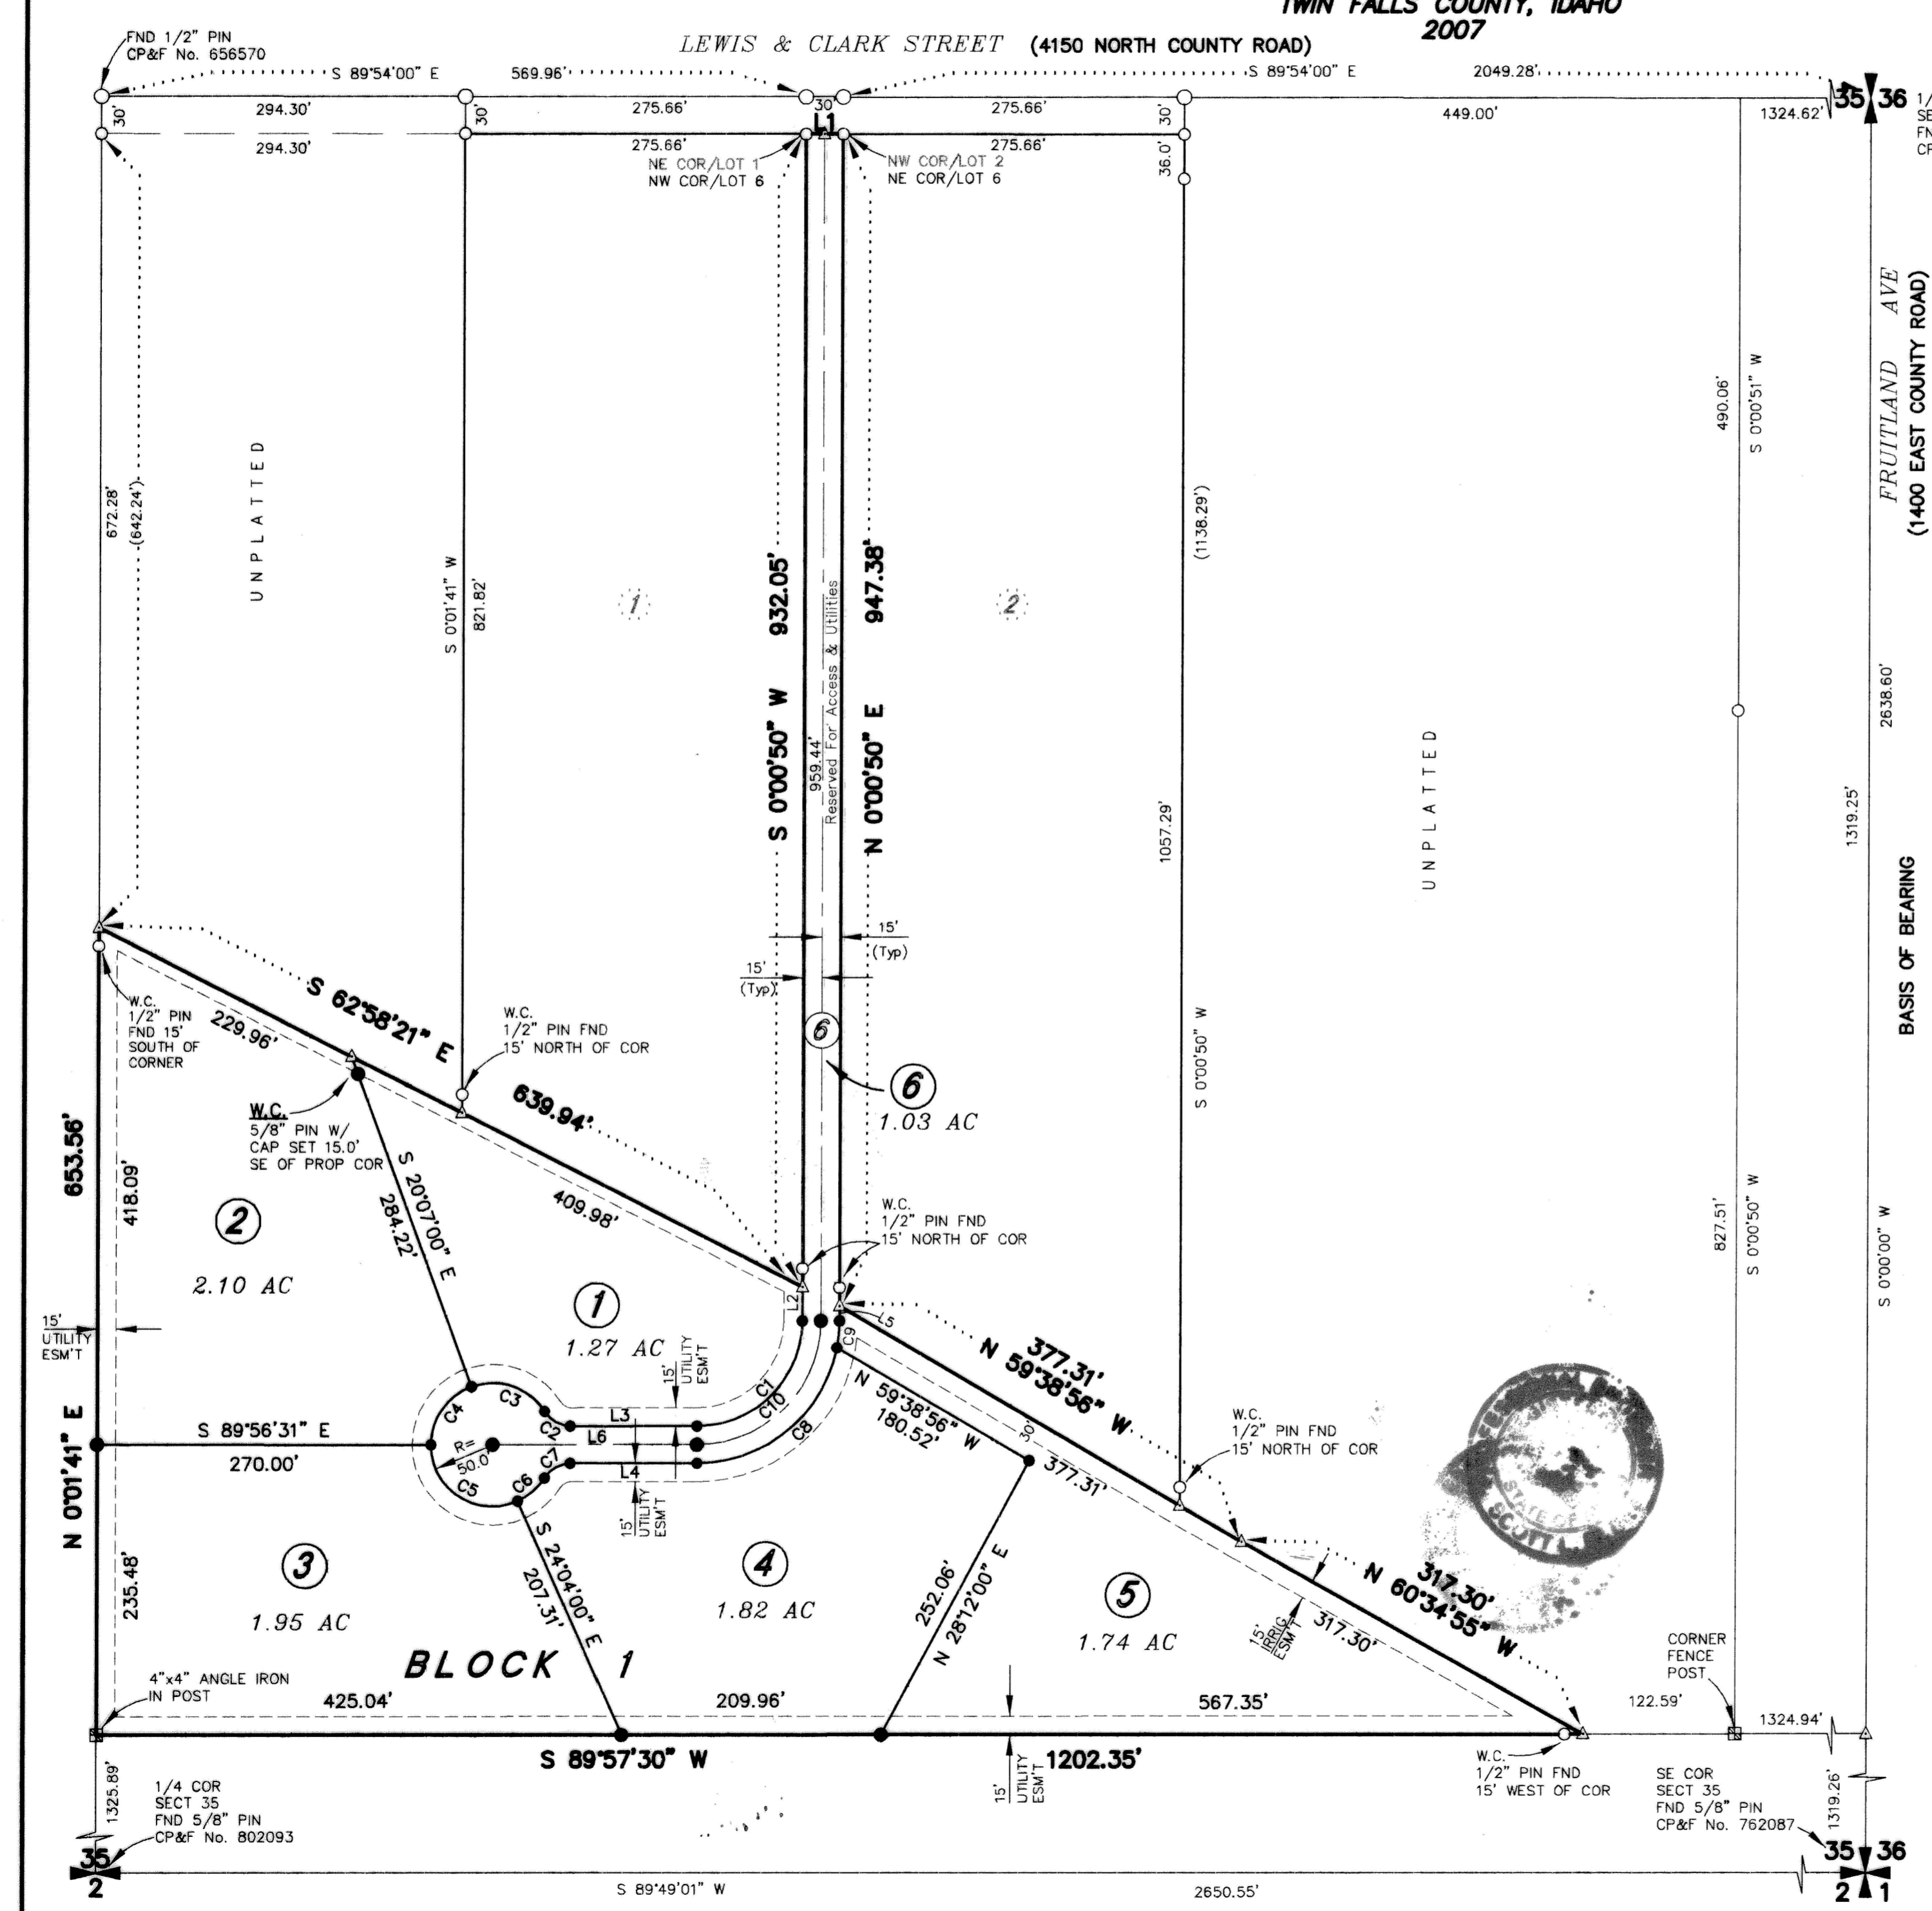 TWIN FALLS COUNTY, IDAHO
2007
FND 1/2" PIN
CP&F No. 656570
LEWIS & CLARK STREET (4150 NORTH COUNTY ROAD)
S 89°54'00" E 569.96'
S 89°54'00" E 2049.28'
30'
294.30'
30'
275.66'
30'
275.66'
30'
449.00'
1324.62'
35 36
L1
294.30'
275.66'
275.66'
36.0'
NE COR/LOT 1
NW COR/LOT 6
NW COR/LOT 2
NE COR/LOT 6
672.28'
(642.24')
UNPLATTED
S 0°01'41" W
821.82'
1
S 0°00'50" W 932.05'
959.44'
Reserved For Access & Utilities
N 0°00'50" E 947.38'
2
(1138.29')
1057.29'
S 0°00'50" W
UNPLATTED
490.06'
S 0°00'51" W
827.51'
S 0°00'50" W
FRUITLAND AVE
(1400 EAST COUNTY ROAD)
2638.60'
1319.25'
BASIS OF BEARING
S 0°00'00" W
15'
(Typ)
15'
(Typ)
W.C.
1/2" PIN
FND 15'
SOUTH OF
CORNER
229.96'
S 62°58'21" E
639.94'
W.C.
1/2" PIN FND
15' NORTH OF COR
6
6
1.03 AC
W.C.
5/8" PIN W/
CAP SET 15.0'
SE OF PROP COR
409.98'
S 20°07'00" E
284.22'
N 0°01'41" E 653.56'
418.09'
2
2.10 AC
W.C.
1/2" PIN FND
15' NORTH OF COR
1
1.27 AC
L2
L5
C9
15'
UTILITY
ESM'T
15'
UTILITY
ESM'T
377.31'
N 59°38'56" W
N 59°38'56" W
180.52'
30'
377.31'
W.C.
1/2" PIN FND
15' NORTH OF COR
C3
C4
C2
L3
L6
C1
C10
C8
C7
L4
C6
C5
R=
50.0'
S 89°56'31" E
270.00'
15'
UTILITY
ESM'T
STATE OF
SCOTT
317.30'
N 60°34'55" W
3
1.95 AC
235.48'
S 24°04'00" E
207.31'
4
1.82 AC
252.06'
N 28°12'00" E
5
1.74 AC
15'
IRRIG
ESM'T
317.30'
BLOCK 1
4"x4" ANGLE IRON
IN POST
425.04'
209.96'
567.35'
CORNER
FENCE
POST
122.59'
1324.94'
S 89°57'30" W 1202.35'
15'
UTILITY
ESM'T
W.C.
1/2" PIN FND
15' WEST OF COR
1325.89'
1/4 COR
SECT 35
FND 5/8" PIN
CP&F No. 802093
SE COR
SECT 35
FND 5/8" PIN
CP&F No. 762087
1319.26'
35
2
35 36
2 1
S 89°49'01" W 2650.55'